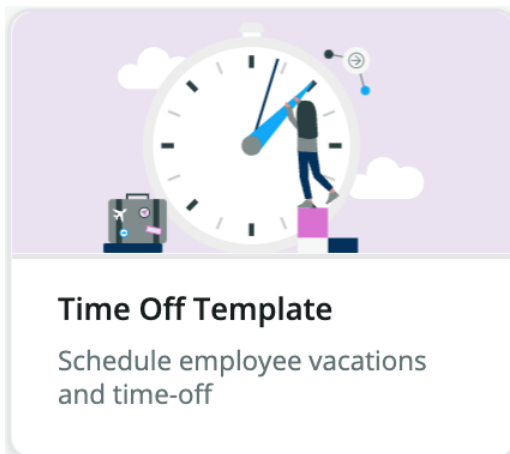 Time Off Template
Schedule employee vacations
and time-off